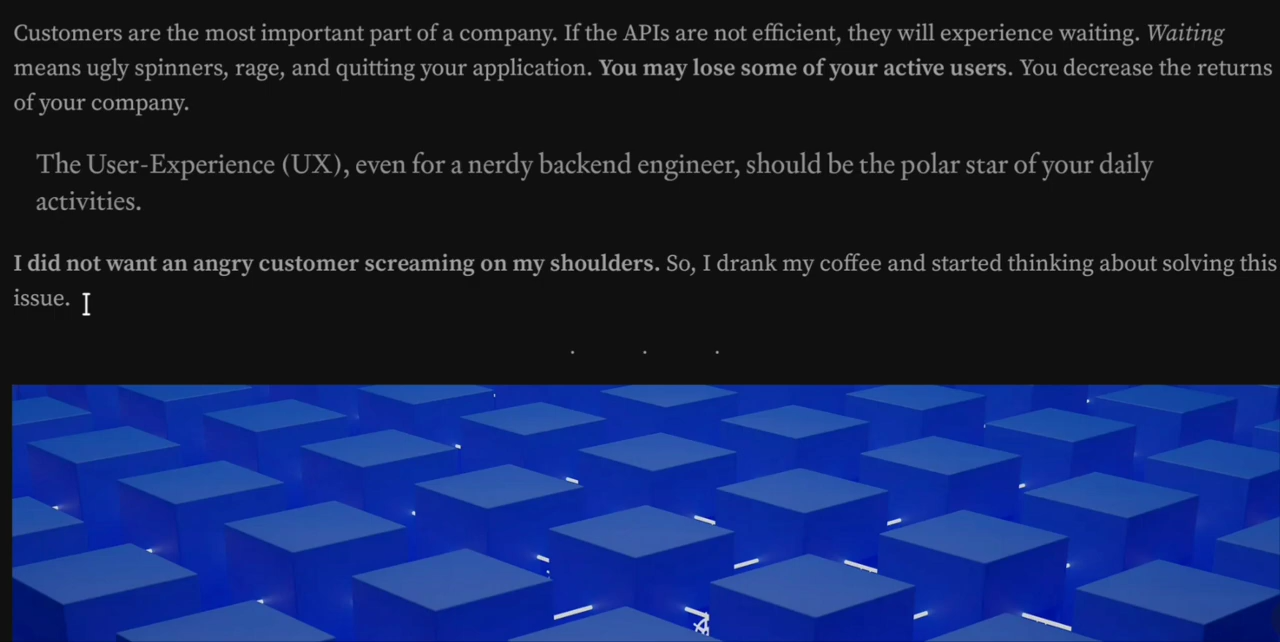 Customers are the most important part of a company. If the APIs are not efficient, they will experience waiting. Waiting
means ugly spinners, rage, and quitting your application. You may lose some of your active users. You decrease the returns
of your company.
The User-Experience (UX), even for a nerdy backend engineer, should be the polar star of your daily
activities.
I did not want an angry customer screaming on my shoulders. So, I drank my coffee and started thinking about solving this
issue.
. . .